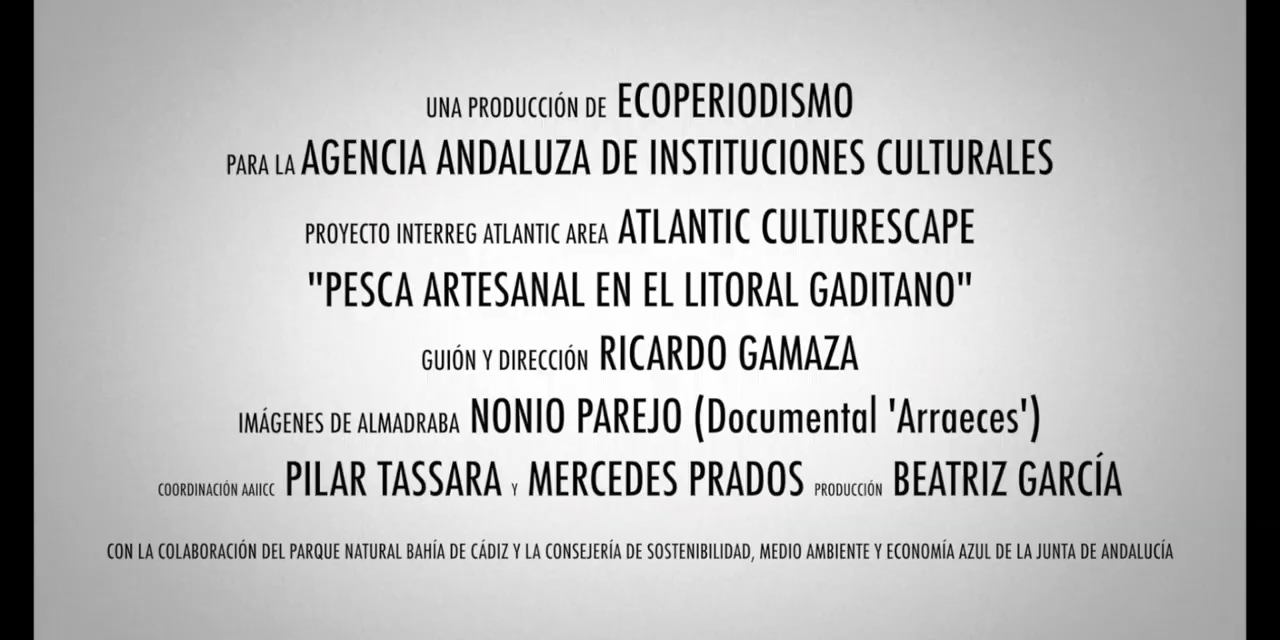 UNA PRODUCCIÓN DE ECOPERIODISMO
PARA LA AGENCIA ANDALUZA DE INSTITUCIONES CULTURALES
PROYECTO INTERREG ATLANTIC AREA ATLANTIC CULTURESCAPE
"PESCA ARTESANAL EN EL LITORAL GADITANO"
GUIÓN Y DIRECCIÓN RICARDO GAMAZA
IMÁGENES DE ALMADRABA NONIO PAREJO (Documental 'Arraeces')
COORDINACIÓN AAIICC PILAR TASSARA Y MERCEDES PRADOS PRODUCCIÓN BEATRIZ GARCÍA
CON LA COLABORACIÓN DEL PARQUE NATURAL BAHÍA DE CÁDIZ Y LA CONSEJERÍA DE SOSTENIBILIDAD, MEDIO AMBIENTE Y ECONOMÍA AZUL DE LA JUNTA DE ANDALUCÍA